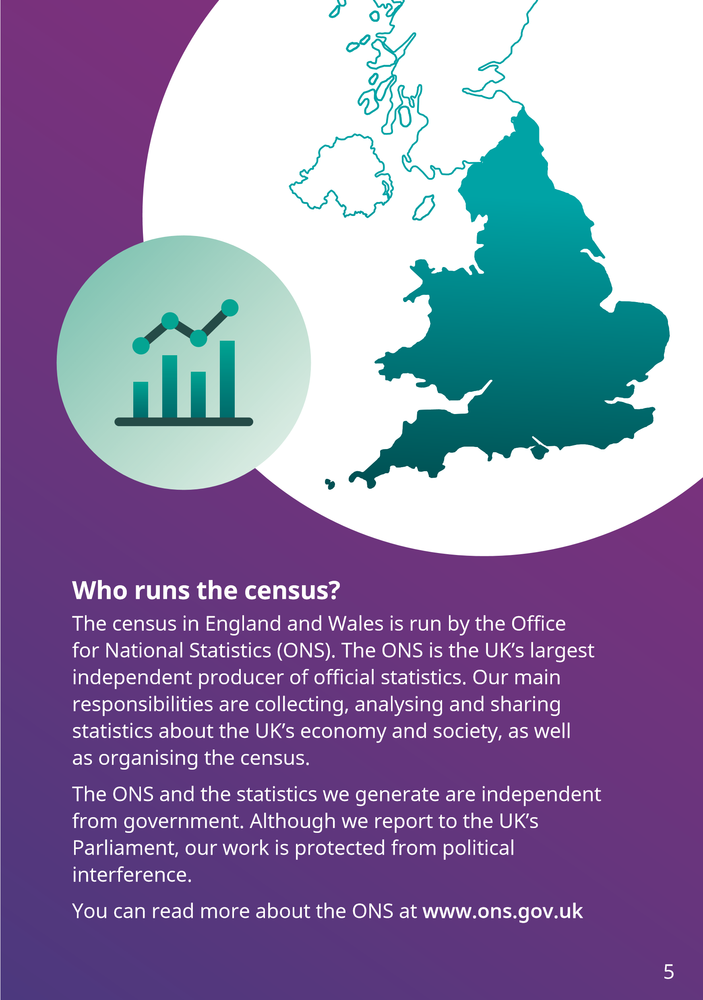 Who runs the census?
The census in England and Wales is run by the Office
for National Statistics (ONS). The ONS is the UK’s largest
independent producer of official statistics. Our main
responsibilities are collecting, analysing and sharing
statistics about the UK’s economy and society, as well
as organising the census.
The ONS and the statistics we generate are independent
from government. Although we report to the UK’s
Parliament, our work is protected from political
interference.
You can read more about the ONS at www.ons.gov.uk
5